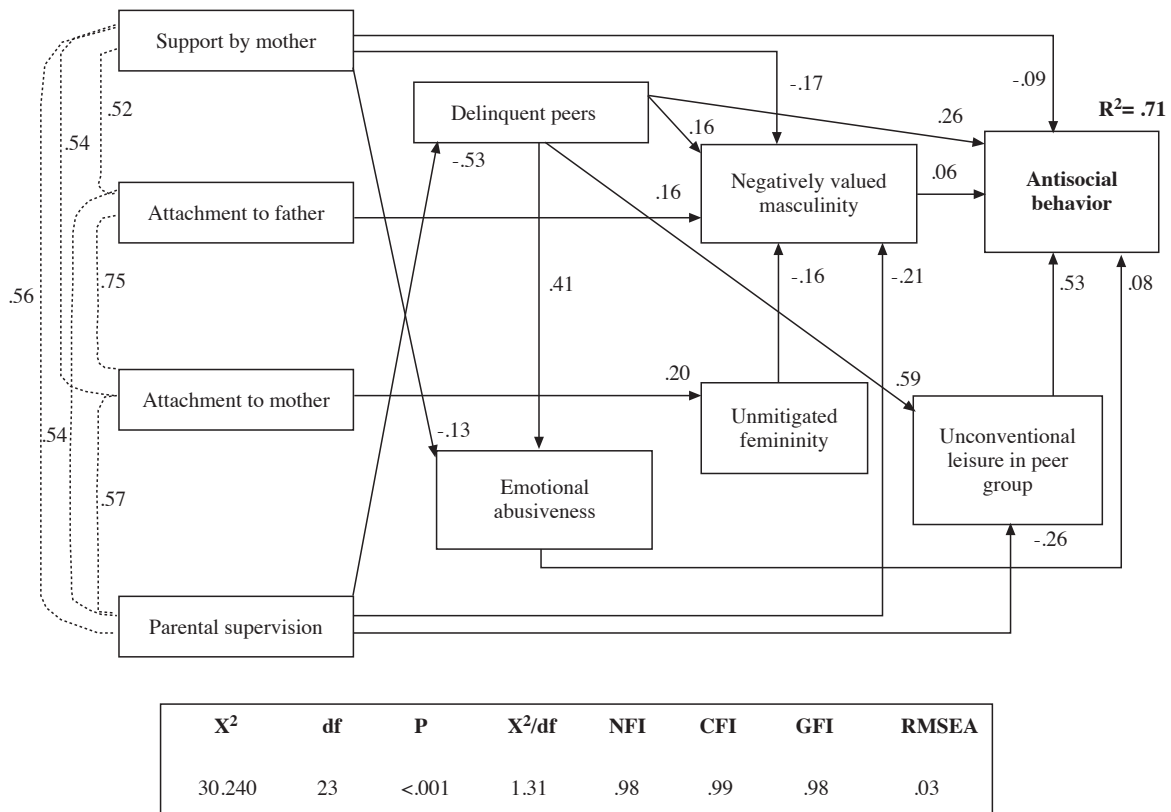 Support by mother
-.17
-.09
R²= .71
Delinquent peers
.52
.26
.16
.54
-.53
Negatively valued
masculinity
.06
Antisocial
behavior
Attachment to father
.16
.75
.56
.41
-.16
-.21
.53
.08
Attachment to mother
.20
.59
Unmitigated
femininity
.54
-.13
Unconventional
leisure in peer
group
.57
Emotional
abusiveness
-.26
Parental supervision
X² df P X²/df NFI CFI GFI RMSEA
30.240 23 <.001 1.31 .98 .99 .98 .03